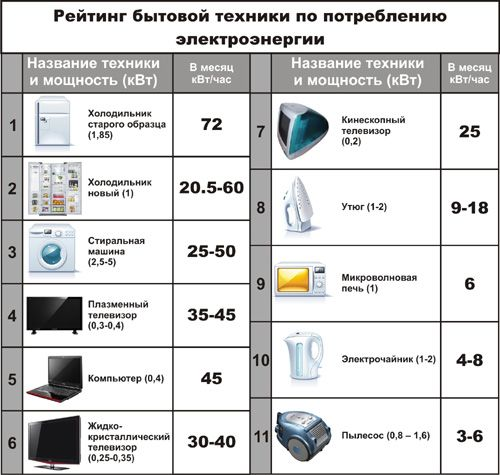 Рейтинг бытовой техники по потреблению
электроэнергии
Название техники
и мощность (кВт)
В месяц
кВт/час
1
Холодильник
старого образца
(1,85)
72
2
Холодильник
новый (1)
20.5-60
3
Стиральная
машина
(2,5-5)
25-50
4
Плазменный
телевизор
(0,3-0,4)
35-45
5
Компьютер (0,4)
45
6
Жидко-
кристаллический
телевизор
(0,25-0,35)
30-40
Название техники
и мощность (кВт)
В месяц
кВт/час
7
Кинескопный
телевизор
(0,2)
25
8
Утюг (1-2)
9-18
9
Микроволновая
печь (1)
6
10
Электрочайник (1-2)
4-8
11
Пылесос (0,8 – 1,6)
3-6